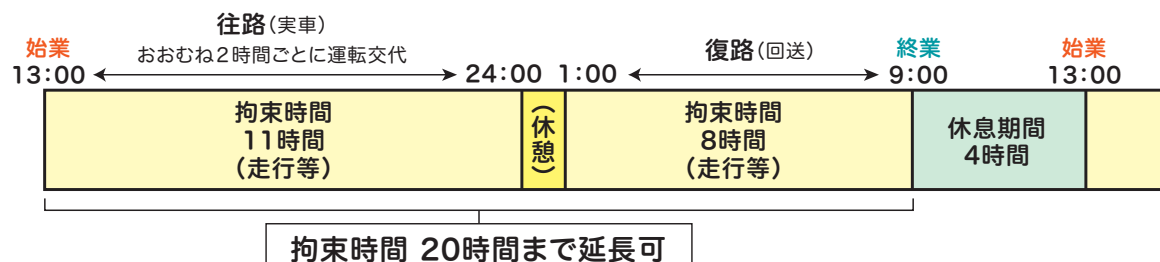 往路(実車)
おおむね2時間ごとに運転交代
復路(回送)
始業
13:00
24:00
1:00
終業
9:00
始業
13:00
拘束時間
11時間
(走行等)
(休憩)
拘束時間
8時間
(走行等)
休息期間
4時間
拘束時間 20時間まで延長可